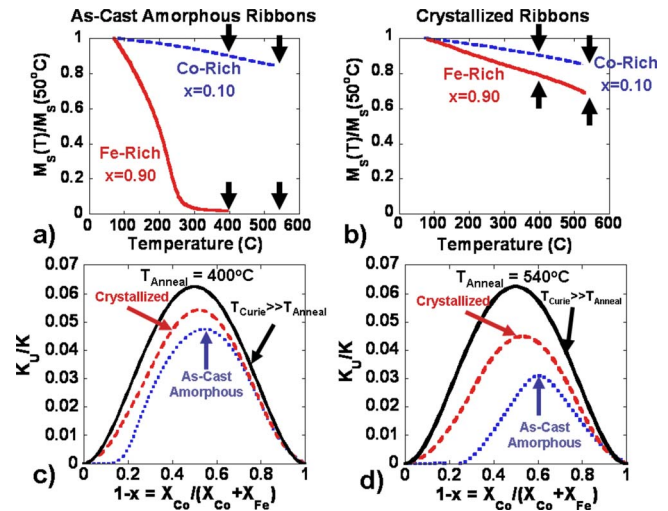 As-Cast Amorphous Ribbons
a)
M_S(T)/M_S(50°C)
1
0.8
0.6
0.4
0.2
0
Co-Rich
x=0.10
Fe-Rich
x=0.90
0 100 200 300 400 500 600
Temperature (C)
Crystallized Ribbons
b)
M_S(T)/M_S(50°C)
1
0.8
0.6
0.4
0.2
0
Fe-Rich
x=0.90
Co-Rich
x=0.10
0 100 200 300 400 500 600
Temperature (C)
c)
K_U/K
0.07
0.06
0.05
0.04
0.03
0.02
0.01
0
T_Anneal = 400°C
Crystallized
T_Curie>>T_Anneal
As-Cast
Amorphous
0 0.2 0.4 0.6 0.8 1
1-x = X_Co/(X_Co+X_Fe)
d)
K_U/K
0.07
0.06
0.05
0.04
0.03
0.02
0.01
0
T_Anneal = 540°C
Crystallized
T_Curie>>T_Anneal
As-Cast
Amorphous
0 0.2 0.4 0.6 0.8 1
1-x = X_Co/(X_Co+X_Fe)